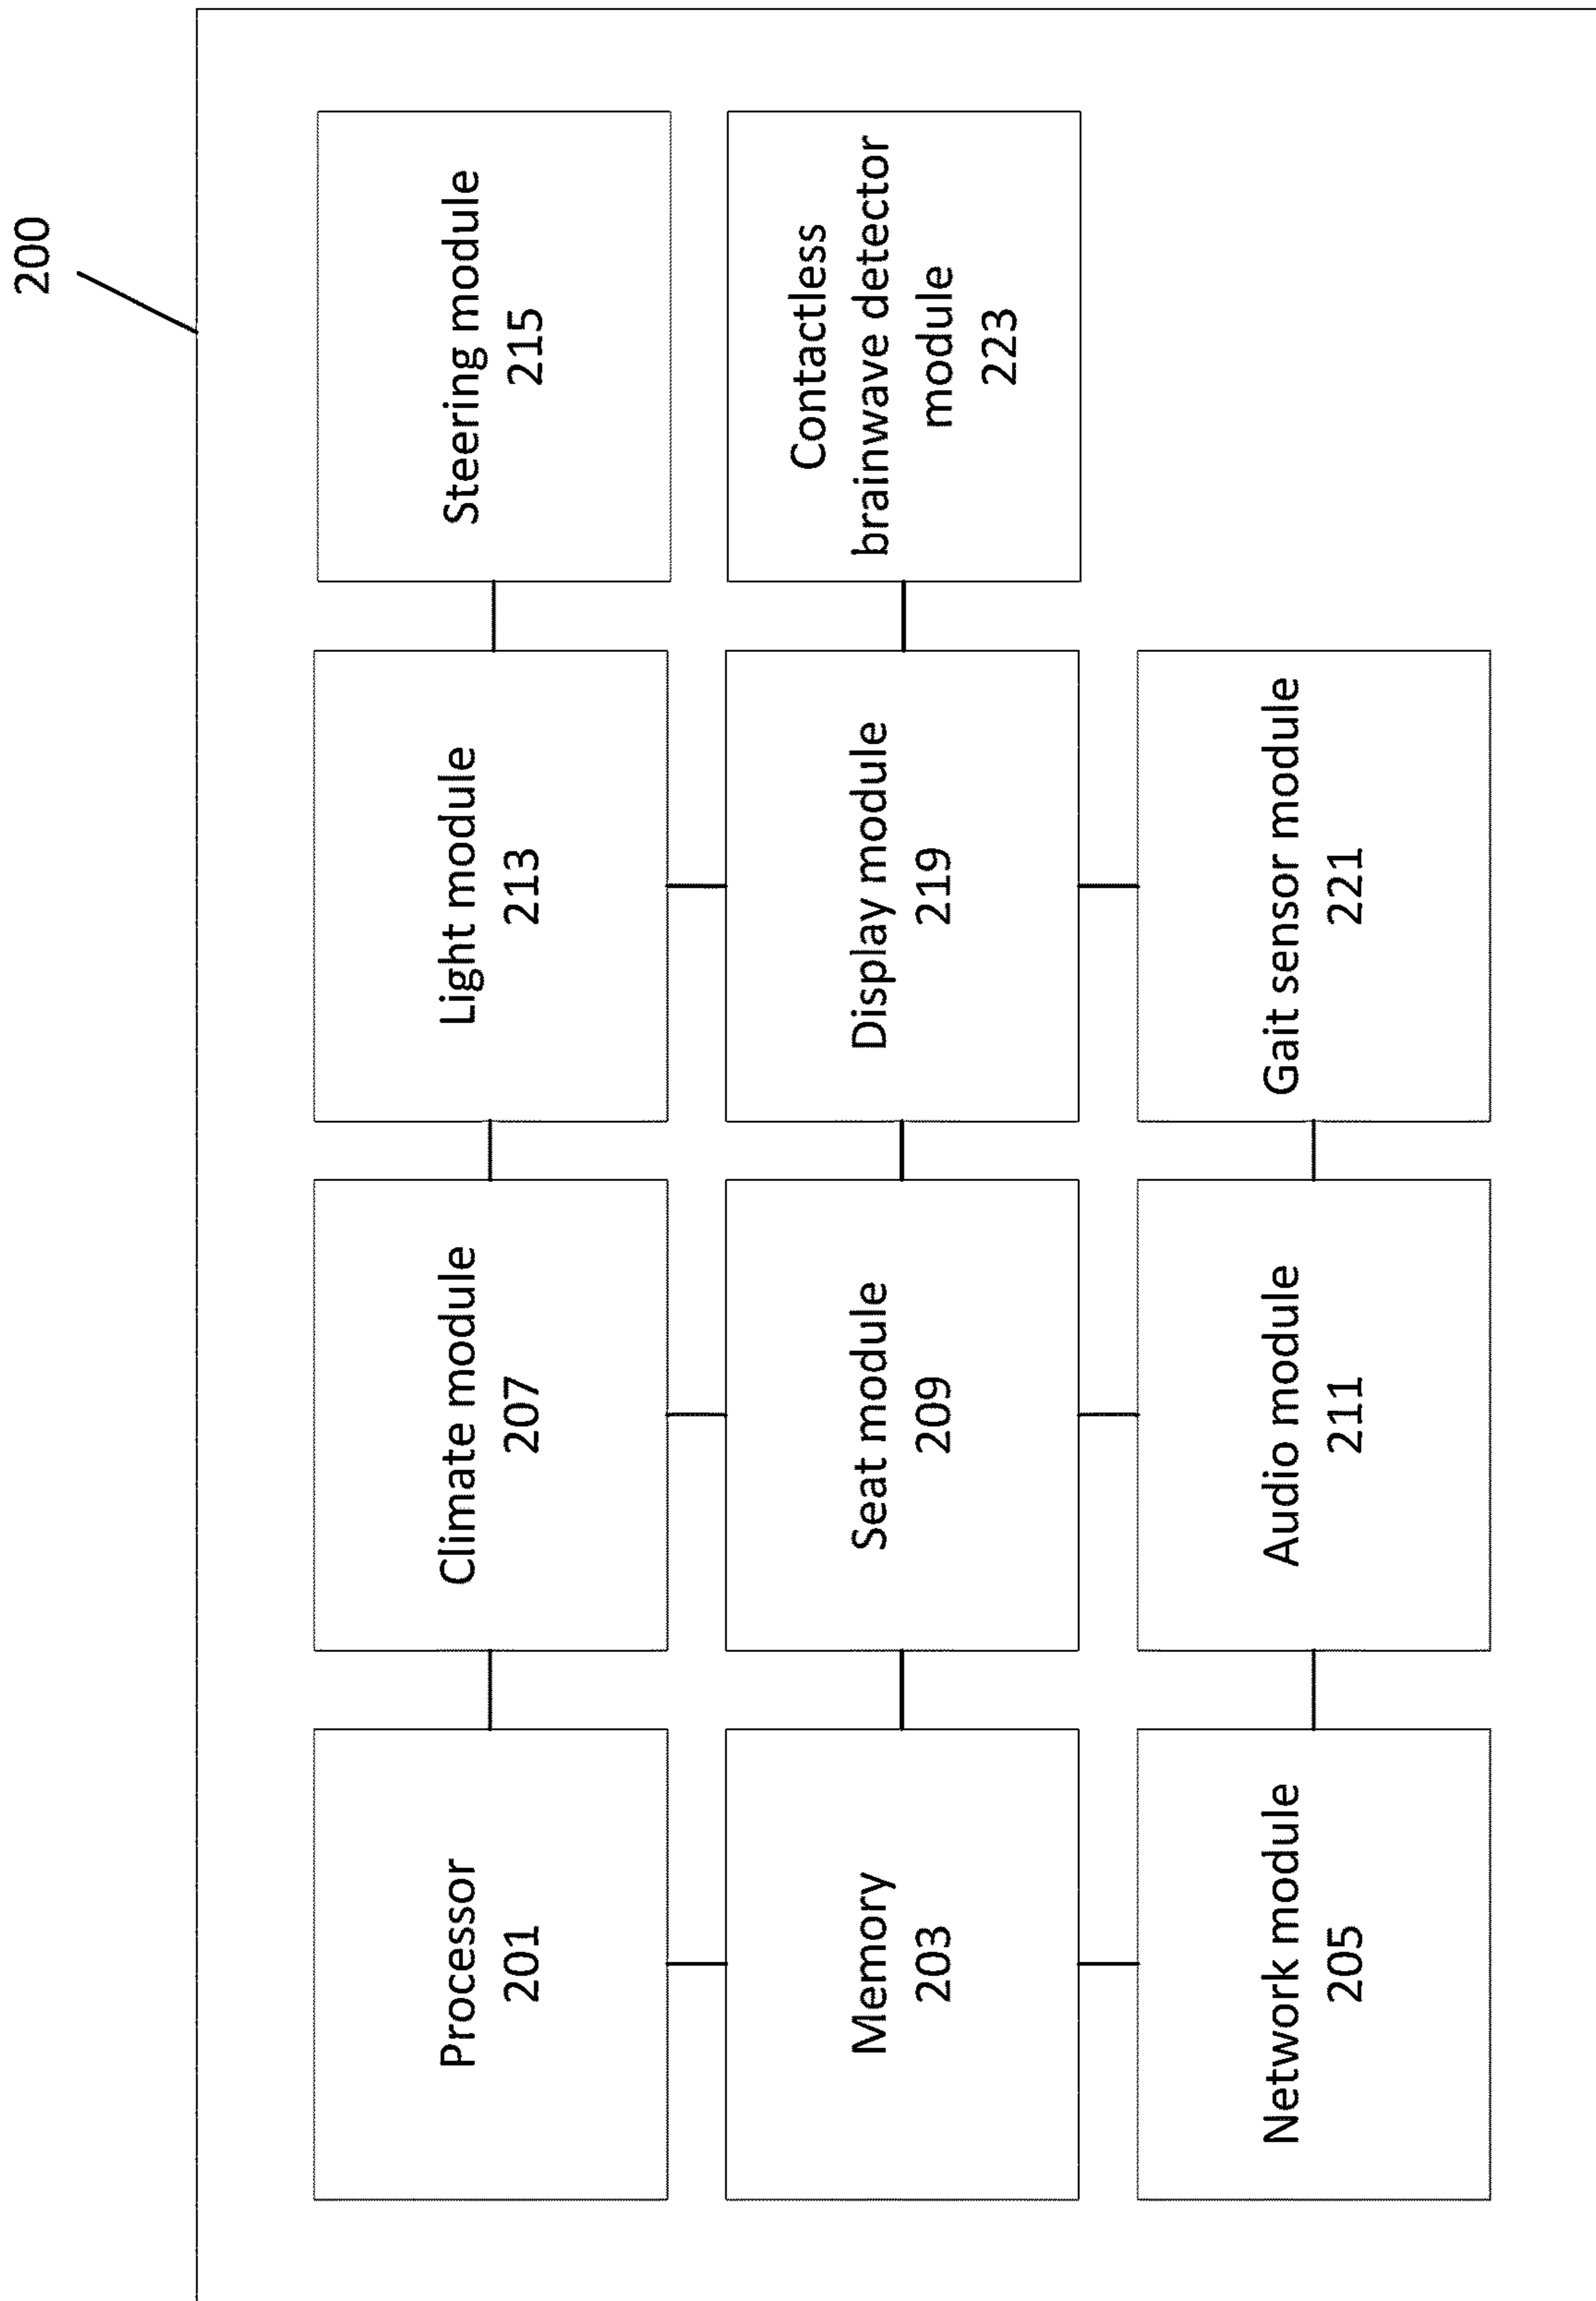 200
Processor
201
Climate module
207
Light module
213
Steering module
215
Memory
203
Seat module
209
Display module
219
Contactless
brainwave detector
module
223
Network module
205
Audio module
211
Gait sensor module
221